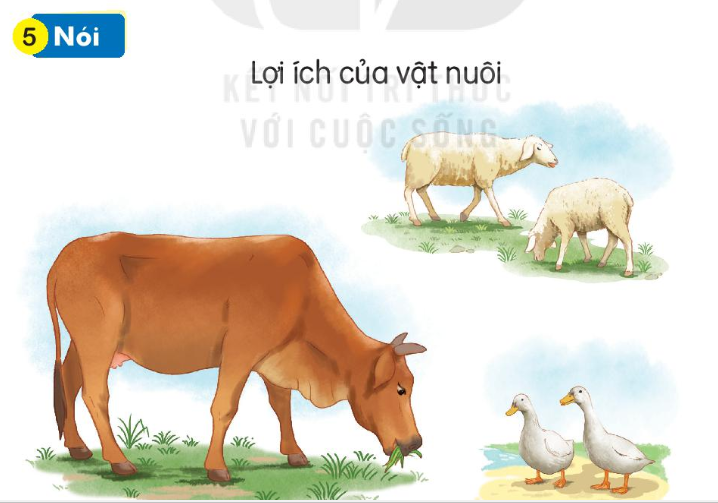 5 Nói
Lợi ích của vật nuôi
KẾT NỐI TRI THỨC
VỚI CUỘC SỐNG